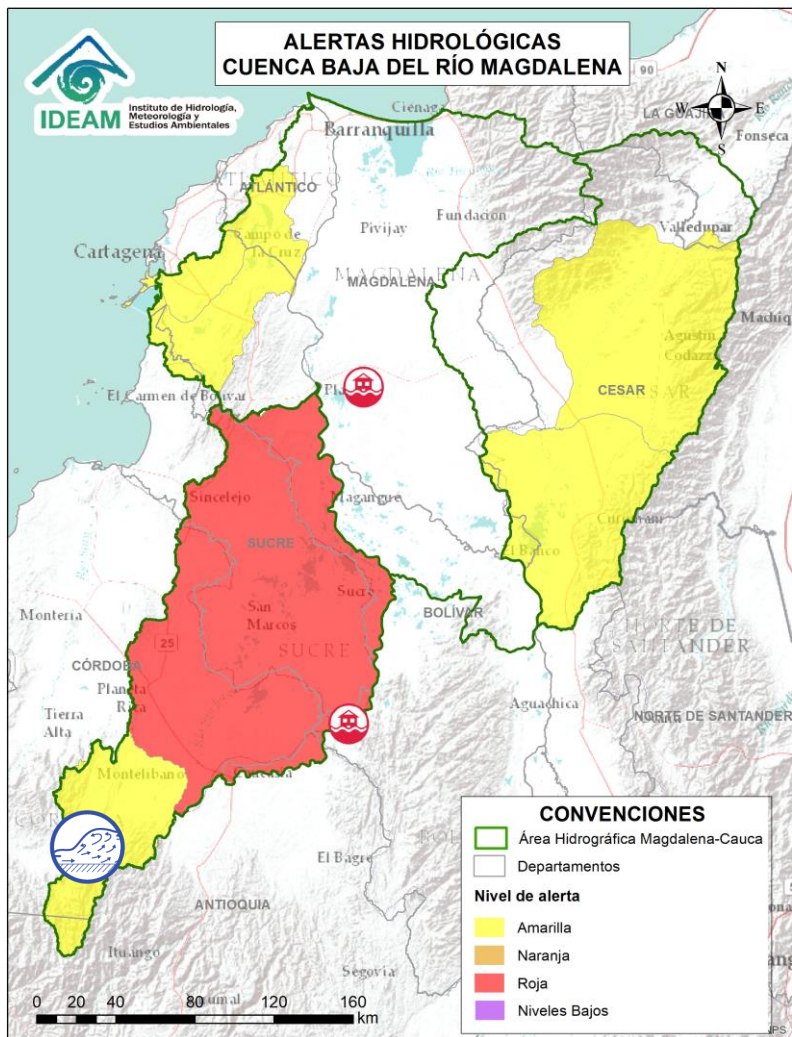 ALERTAS HIDROLÓGICAS
CUENCA BAJA DEL RÍO MAGDALENA
IDEAM
Instituto de Hidrología,
Meteorología y
Estudios Ambientales
90
N
W
E
S
Ciénaga
LA GUAJIRA
Barranquilla
Fonseca
ATLÁNTICO
Fundación
Pivijay
Valledupar
Campo de
la Cruz
Cartagena
MAGDALENA
MAGDALENA
Agustín
Codazzi
CESAR
El Carmen de Bolívar
Sincelejo
Magangue
SUCRE
El Banco
Sucre
San
Marcos
BOLÍVAR
Montería
SUCRE
NORTE DE
SANTANDER
25
CÓRDOBA
Planeta
Rica
Aguachica
NORTE DE SANTANDER
Tierra
Alta
Montelíbano
El Bagre
ANTIOQUIA
Ituango
Segovia
CONVENCIONES
Área Hidrográfica Magdalena-Cauca
Departamentos
Nivel de alerta
Amarilla
Naranja
Roja
Niveles Bajos
0 20 40 80 120 160
km